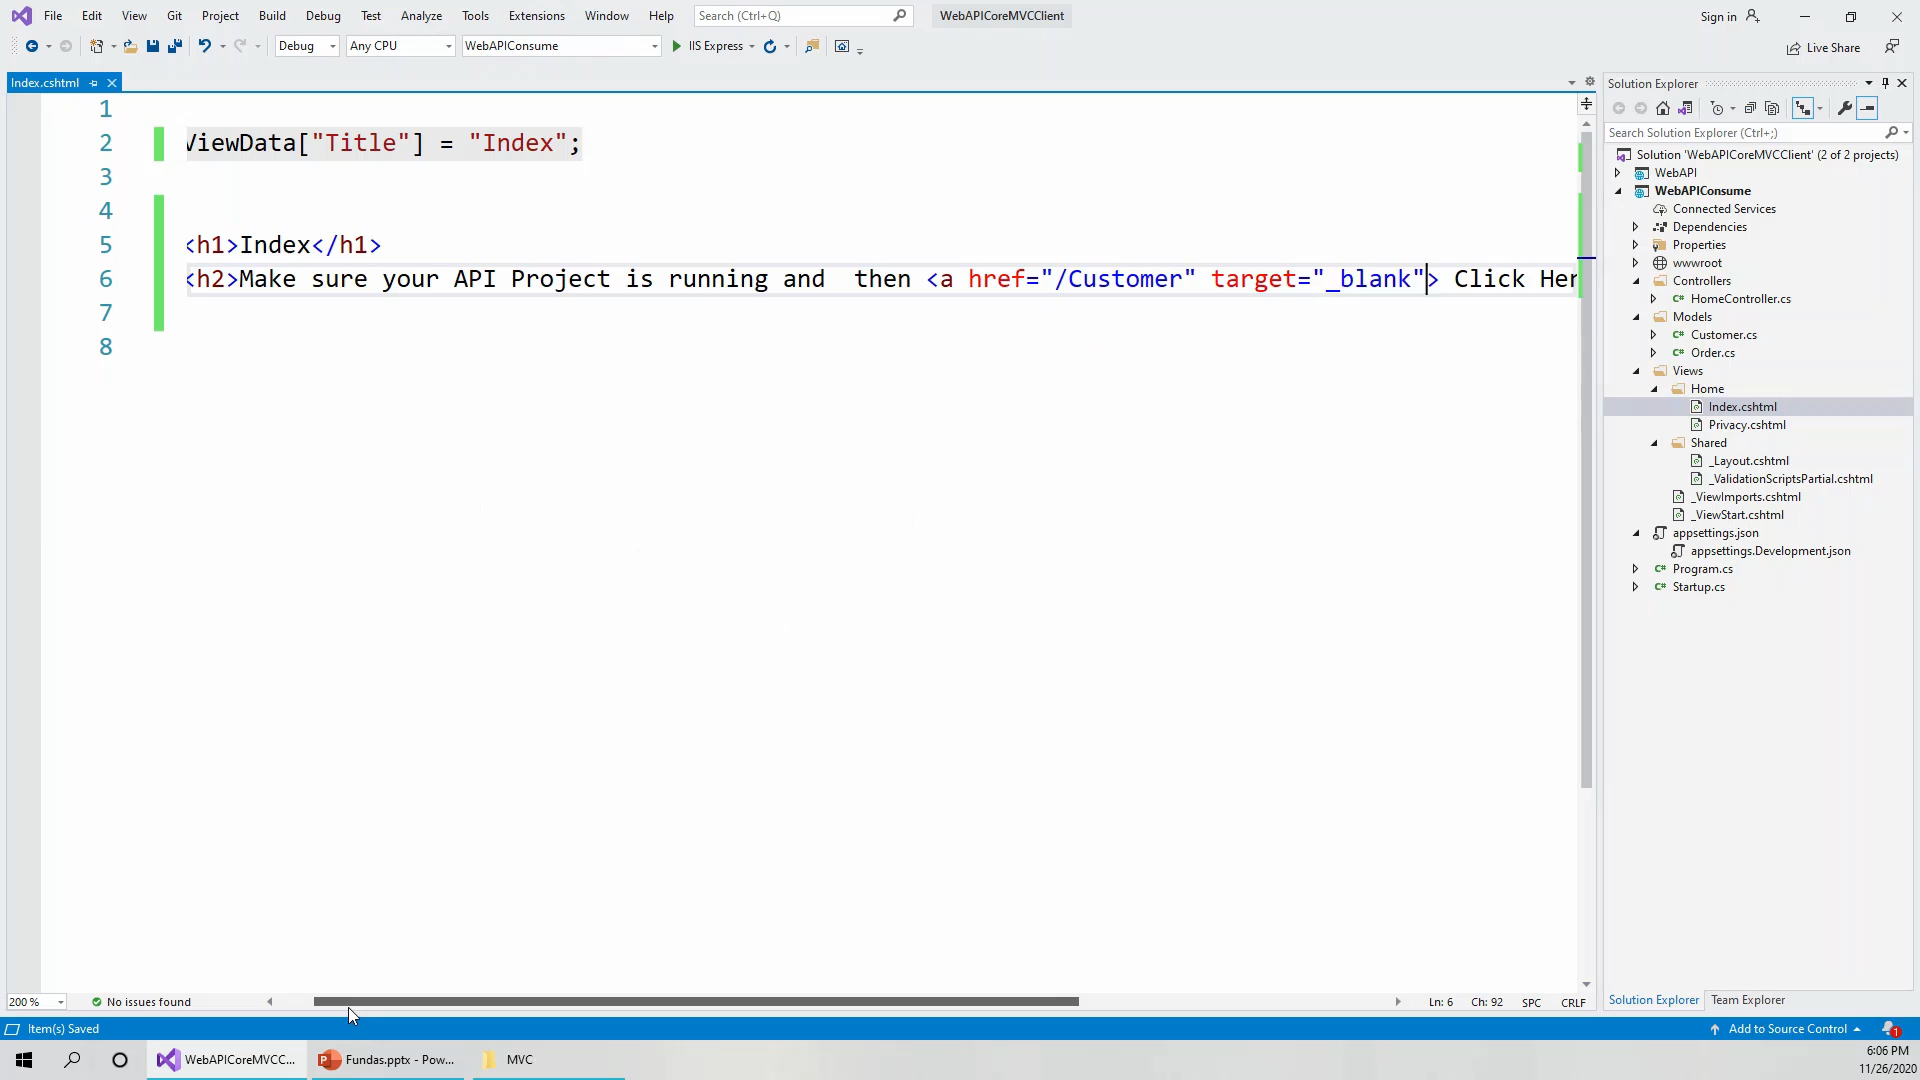 File Edit View Git Project Build Debug Test Analyze Tools Extensions Window Help Search (Ctrl+Q) WebAPICoreMVCClient Sign in
Debug Any CPU WebAPIConsume IIS Express Live Share
Index.cshtml
1
2 ViewData["Title"] = "Index";
3
4
5 <h1>Index</h1>
6 <h2>Make sure your API Project is running and  then <a href="/Customer" target="_blank"> Click Her
7
8
Solution Explorer
Search Solution Explorer (Ctrl+;)
Solution 'WebAPICoreMVCClient' (2 of 2 projects)
WebAPI
WebAPIConsume
Connected Services
Dependencies
Properties
wwwroot
Controllers
C# HomeController.cs
Models
C# Customer.cs
C# Order.cs
Views
Home
Index.cshtml
Privacy.cshtml
Shared
_Layout.cshtml
_ValidationScriptsPartial.cshtml
_ViewImports.cshtml
_ViewStart.cshtml
appsettings.json
appsettings.Development.json
C# Program.cs
C# Startup.cs
200 % No issues found Ln: 6 Ch: 92 SPC CRLF
Solution Explorer Team Explorer
Item(s) Saved Add to Source Control 1
WebAPICoreMVCC... Fundas.pptx - Pow... MVC
6:06 PM
11/26/2020